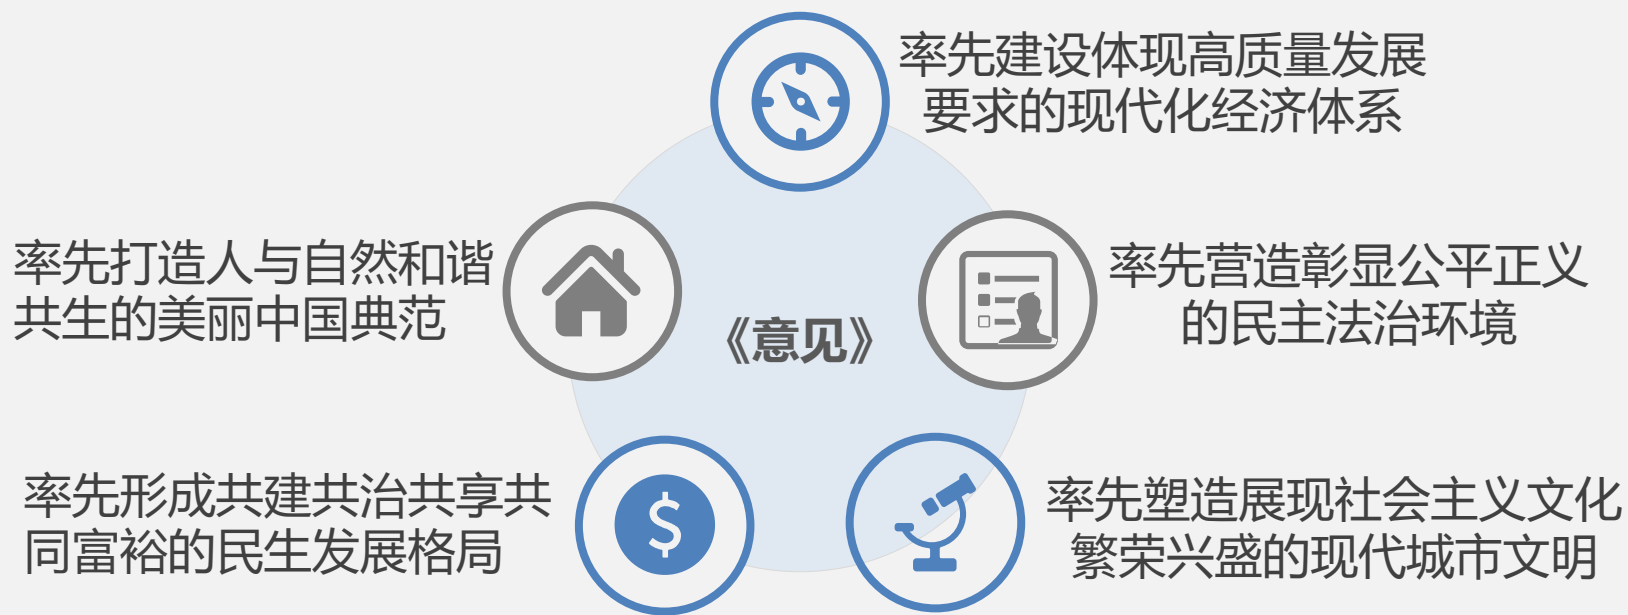 率先建设体现高质量发展
要求的现代化经济体系
率先打造人与自然和谐
共生的美丽中国典范
率先营造彰显公平正义
的民主法治环境
《意见》
率先形成共建共治共享共
同富裕的民生发展格局
率先塑造展现社会主义文化
繁荣兴盛的现代城市文明
$